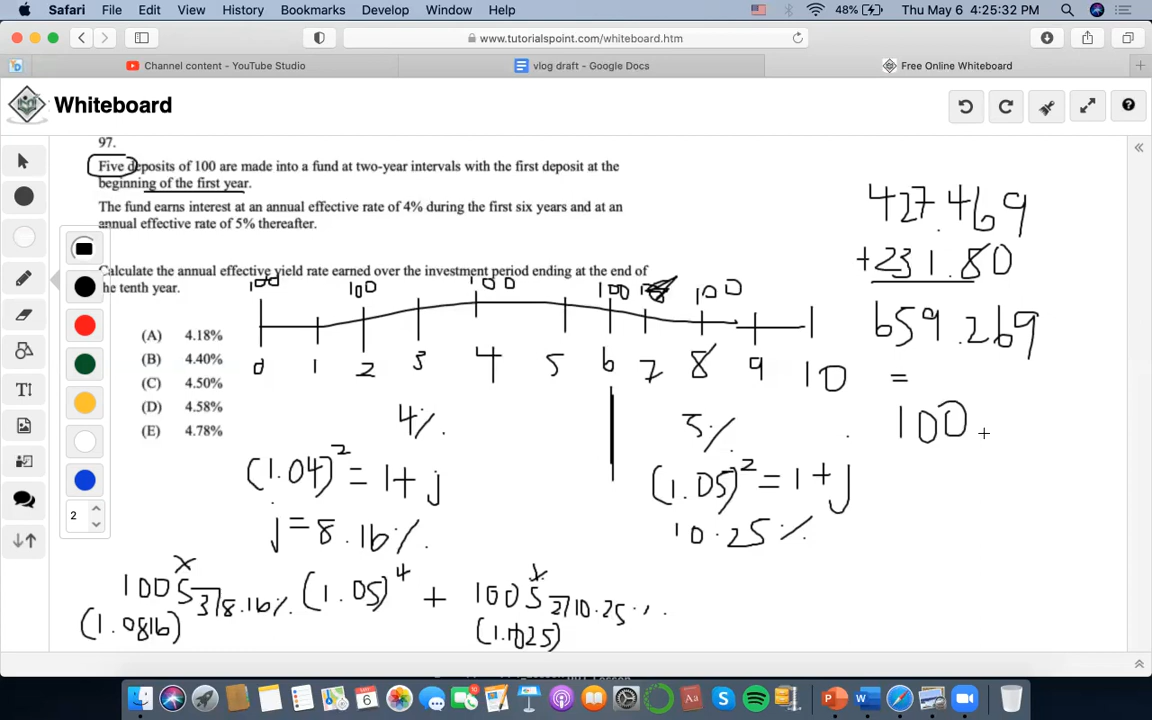 Safari File Edit View History Bookmarks Develop Window Help 48% Thu May 6 4:25:32 PM
www.tutorialspoint.com/whiteboard.htm
Channel content - YouTube Studio vlog draft - Google Docs Free Online Whiteboard
Whiteboard
97.
Five deposits of 100 are made into a fund at two-year intervals with the first deposit at the
beginning of the first year.
The fund earns interest at an annual effective rate of 4% during the first six years and at an
annual effective rate of 5% thereafter.
Calculate the annual effective yield rate earned over the investment period ending at the end of
the tenth year.
(A) 4.18%
(B) 4.40%
(C) 4.50%
(D) 4.58%
(E) 4.78%
100 100 100 100 100
0 1 2 3 4 5 6 7 8 9 10
4% 5%
(1.04)² = 1+j (1.05)² = 1+j
j = 8.16% 10.25%
100 S 3|8.16% (1.05)⁴ + 100 S 2|10.25%
(1.0816) (1.1025)
427.469
+231.80
659.269
=
100
2